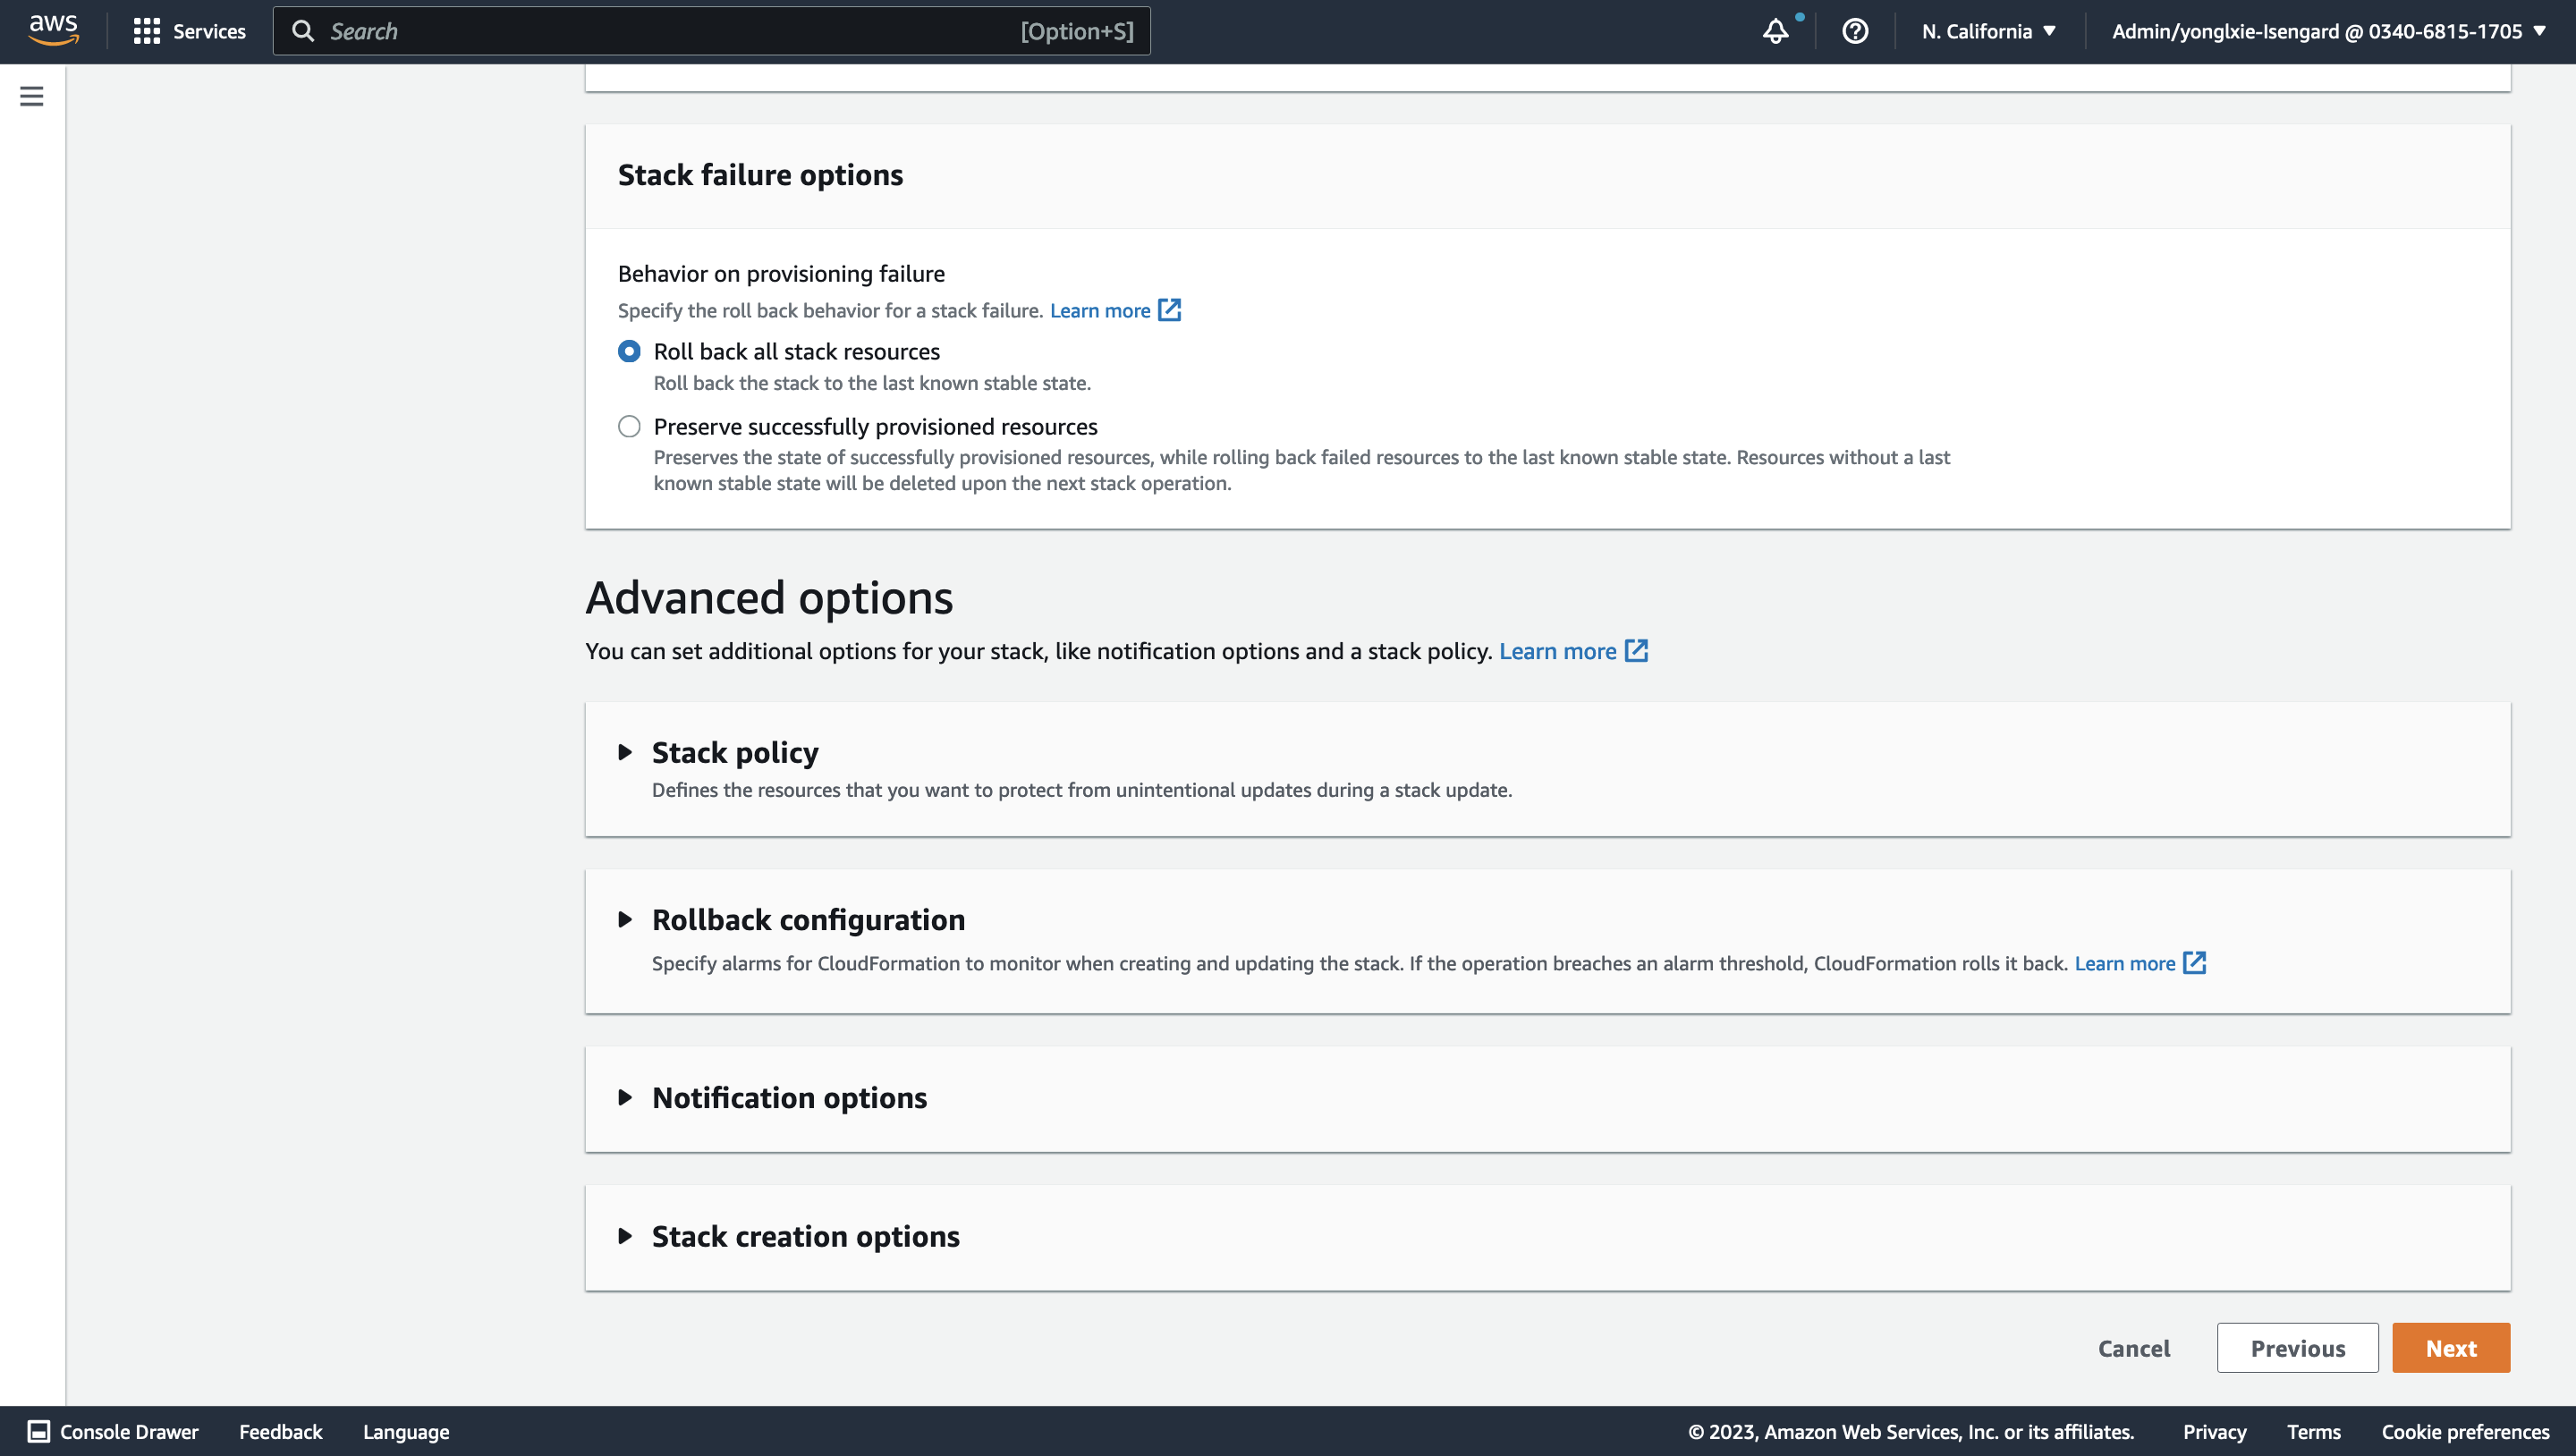 aws
Services
Search
[Option+S]
N. California
Admin/yonglxie-Isengard @ 0340-6815-1705
Stack failure options
Behavior on provisioning failure
Specify the roll back behavior for a stack failure. Learn more
Roll back all stack resources
Roll back the stack to the last known stable state.
Preserve successfully provisioned resources
Preserves the state of successfully provisioned resources, while rolling back failed resources to the last known stable state. Resources without a last
known stable state will be deleted upon the next stack operation.
Advanced options
You can set additional options for your stack, like notification options and a stack policy. Learn more
Stack policy
Defines the resources that you want to protect from unintentional updates during a stack update.
Rollback configuration
Specify alarms for CloudFormation to monitor when creating and updating the stack. If the operation breaches an alarm threshold, CloudFormation rolls it back. Learn more
Notification options
Stack creation options
Cancel
Previous
Next
Console Drawer
Feedback
Language
© 2023, Amazon Web Services, Inc. or its affiliates.
Privacy
Terms
Cookie preferences